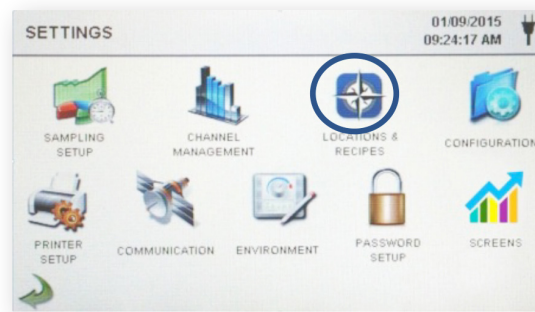 SETTINGS
01/09/2015
09:24:17 AM
SAMPLING
SETUP
CHANNEL
MANAGEMENT
LOCATIONS &
RECIPES
CONFIGURATION
PRINTER
SETUP
COMMUNICATION
ENVIRONMENT
PASSWORD
SETUP
SCREENS